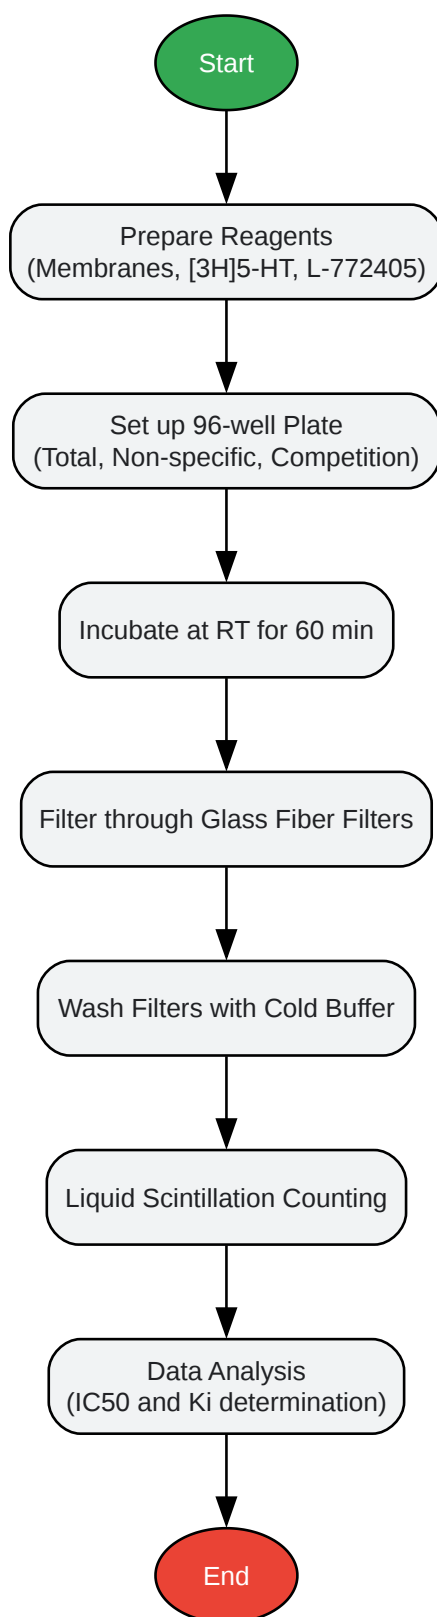 Start
Prepare Reagents
(Membranes, [3H]5-HT, L-772405)
Set up 96-well Plate
(Total, Non-specific, Competition)
Incubate at RT for 60 min
Filter through Glass Fiber Filters
Wash Filters with Cold Buffer
Liquid Scintillation Counting
Data Analysis
(IC50 and Ki determination)
End